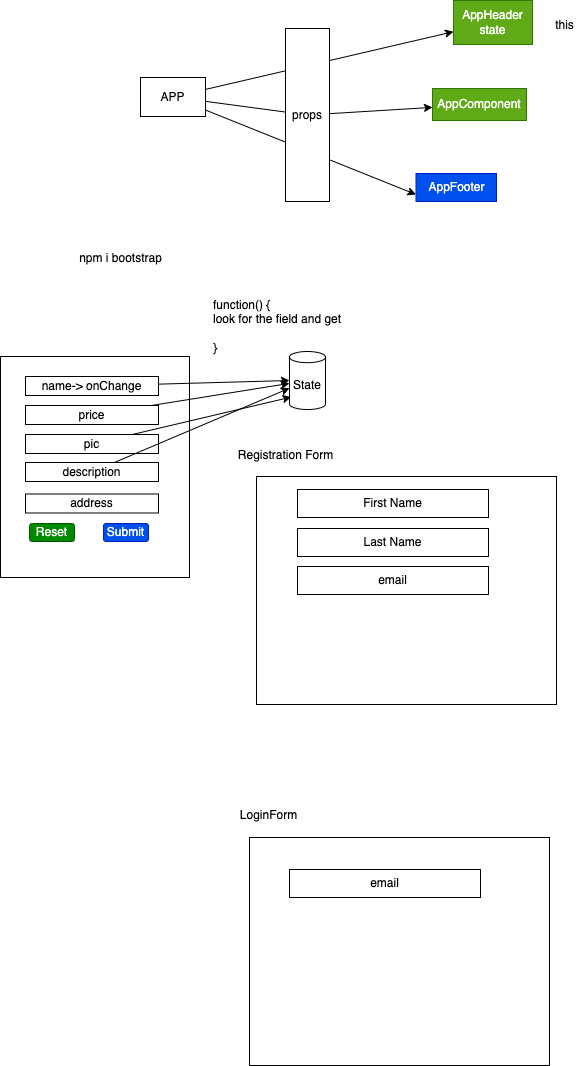 AppHeader
state
this
APP
props
AppComponent
AppFooter
npm i bootstrap
function() {
look for the field and get
}
name-> onChange
price
pic
description
address
Reset
Submit
State
Registration Form
First Name
Last Name
email
LoginForm
email